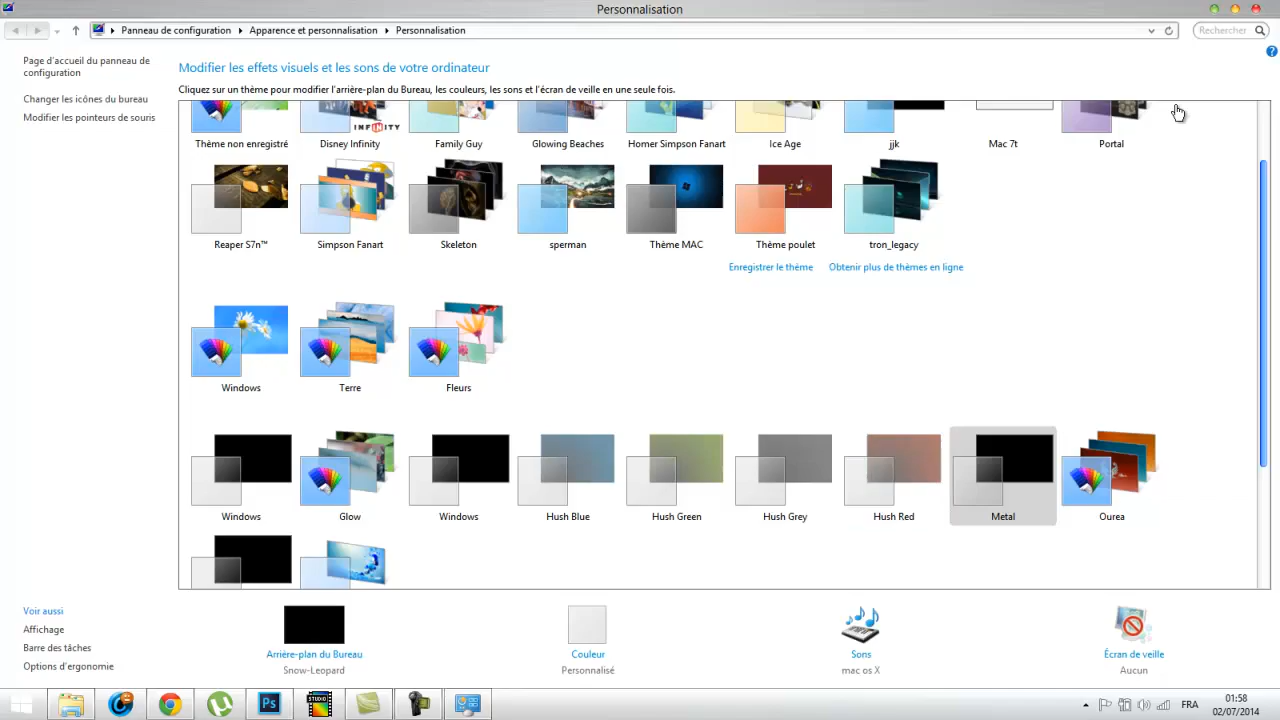 Personnalisation
Panneau de configuration
Apparence et personnalisation
Personnalisation
Rechercher
Page d'accueil du panneau de
configuration
Changer les icônes du bureau
Modifier les pointeurs de souris
Modifier les effets visuels et les sons de votre ordinateur
Cliquez sur un thème pour modifier l'arrière-plan du Bureau, les couleurs, les sons et l'écran de veille en une seule fois.
INFINITY
Thème non enregistré
Disney Infinity
Family Guy
Glowing Beaches
Homer Simpson Fanart
Ice Age
jjk
Mac 7t
Portal
Reaper S7n™
Simpson Fanart
Skeleton
sperman
Thème MAC
Thème poulet
tron_legacy
Enregistrer le thème
Obtenir plus de thèmes en ligne
Windows
Terre
Fleurs
Windows
Glow
Windows
Hush Blue
Hush Green
Hush Grey
Hush Red
Metal
Ourea
Voir aussi
Affichage
Barre des tâches
Options d'ergonomie
Arrière-plan du Bureau
Snow-Leopard
Couleur
Personnalisé
Sons
mac os X
Écran de veille
Aucun
Ps
STUDIO
FRA
01:58
02/07/2014